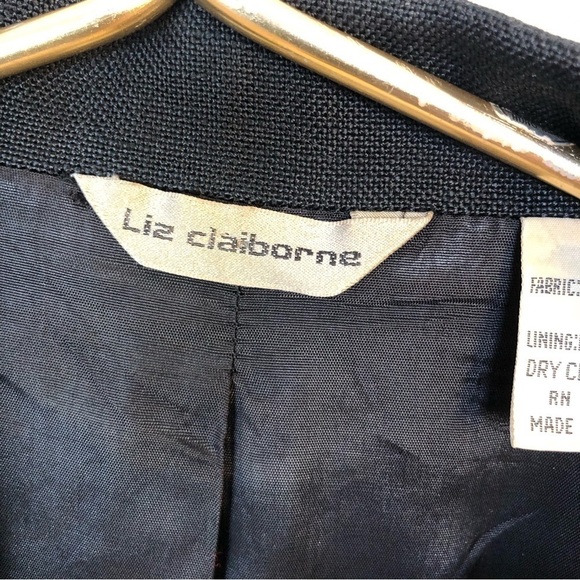 Liz claiborne
FABRIC:
LINING:
DRY CL
RN
MADE